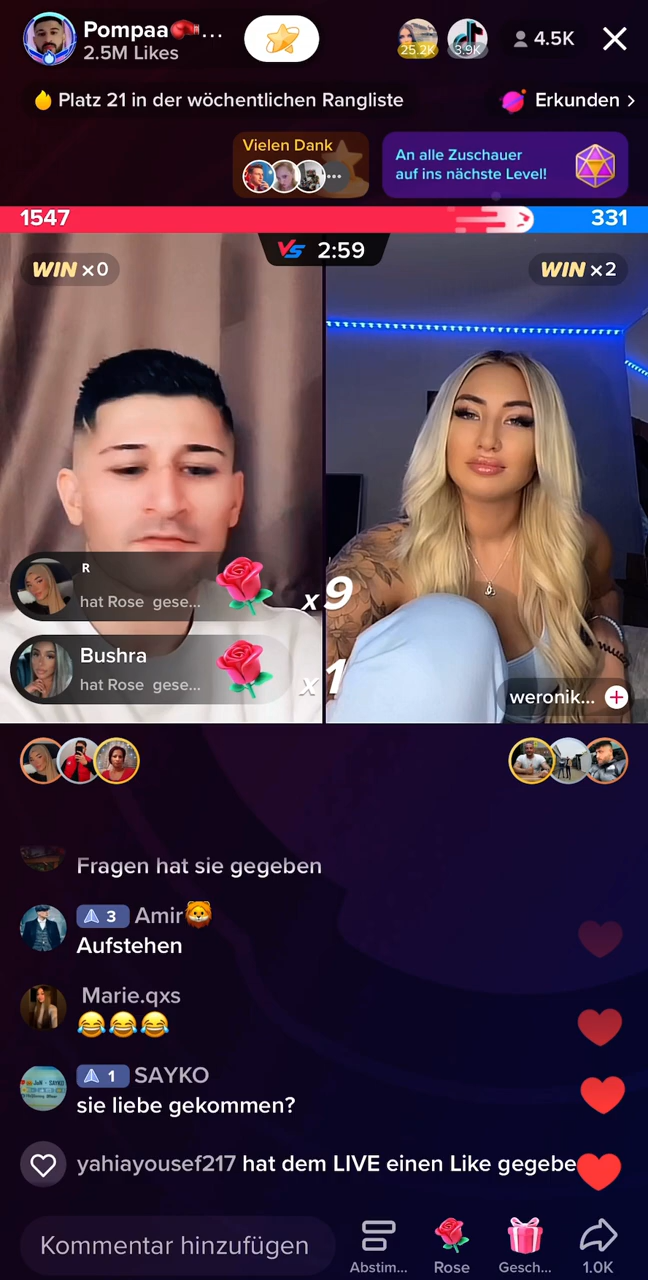 Pompaa🥊...
2.5M Likes
25.2K
3.9K
4.5K
Platz 21 in der wöchentlichen Rangliste
Erkunden >
Vielen Dank
An alle Zuschauer
auf ins nächste Level!
1547
331
VS 2:59
WIN x0
WIN x2
R
hat Rose gese...
x9
Bushra
hat Rose gese...
x1
weronik...
Fragen hat sie gegeben
3 Amir🦁
Aufstehen
Marie.qxs
😂😂😂
1 SAYKO
sie liebe gekommen?
yahiayousef217 hat dem LIVE einen Like gegebe
Kommentar hinzufügen
Abstim...
Rose
Gesch...
1.0K